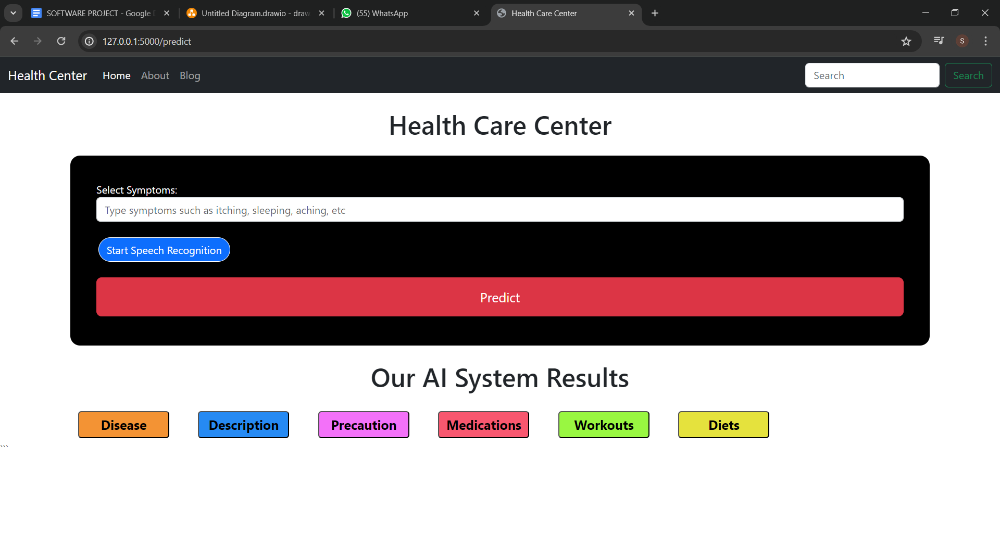 SOFTWARE PROJECT - Google
Untitled Diagram.drawio - draw
(55) WhatsApp
Health Care Center
127.0.0.1:5000/predict
S
Health Center
Home
About
Blog
Search
Search
Health Care Center
Select Symptoms:
Type symptoms such as itching, sleeping, aching, etc
Start Speech Recognition
Predict
Our AI System Results
Disease
Description
Precaution
Medications
Workouts
Diets
```